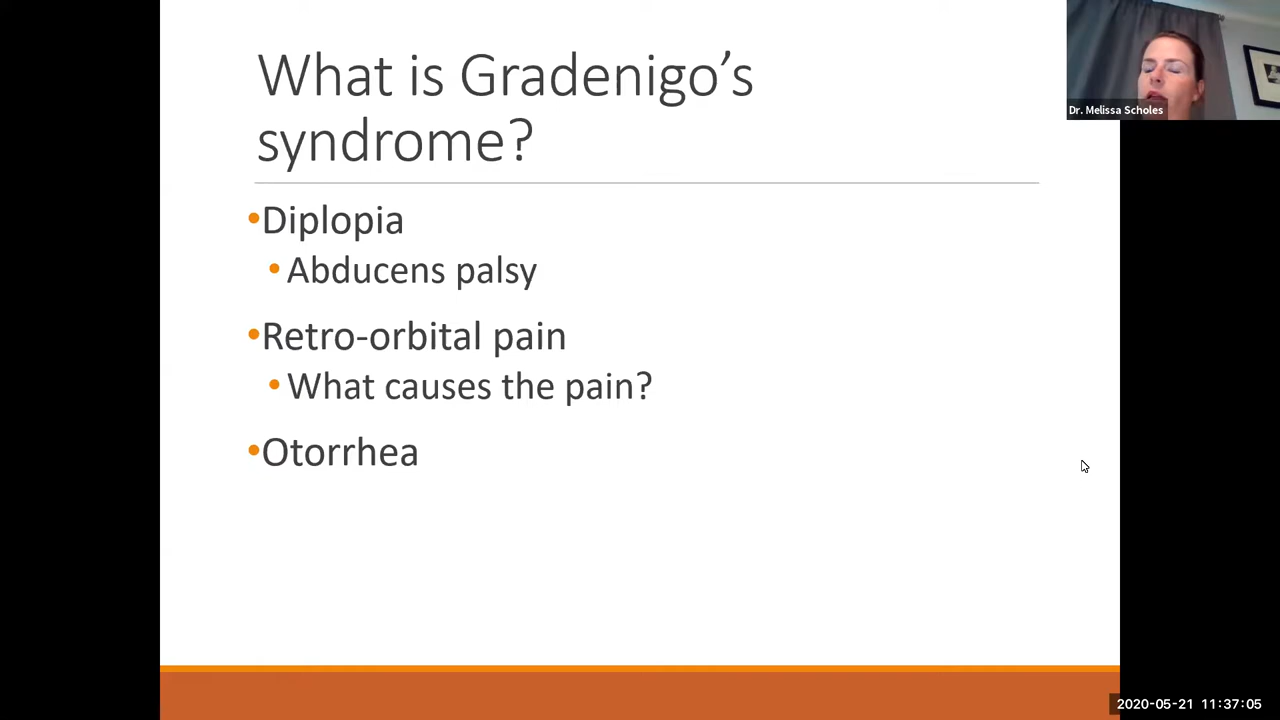 What is Gradenigo’s
syndrome?
•Diplopia
•Abducens palsy
•Retro-orbital pain
•What causes the pain?
•Otorrhea
Dr. Melissa Scholes
2020-05-21 11:37:05